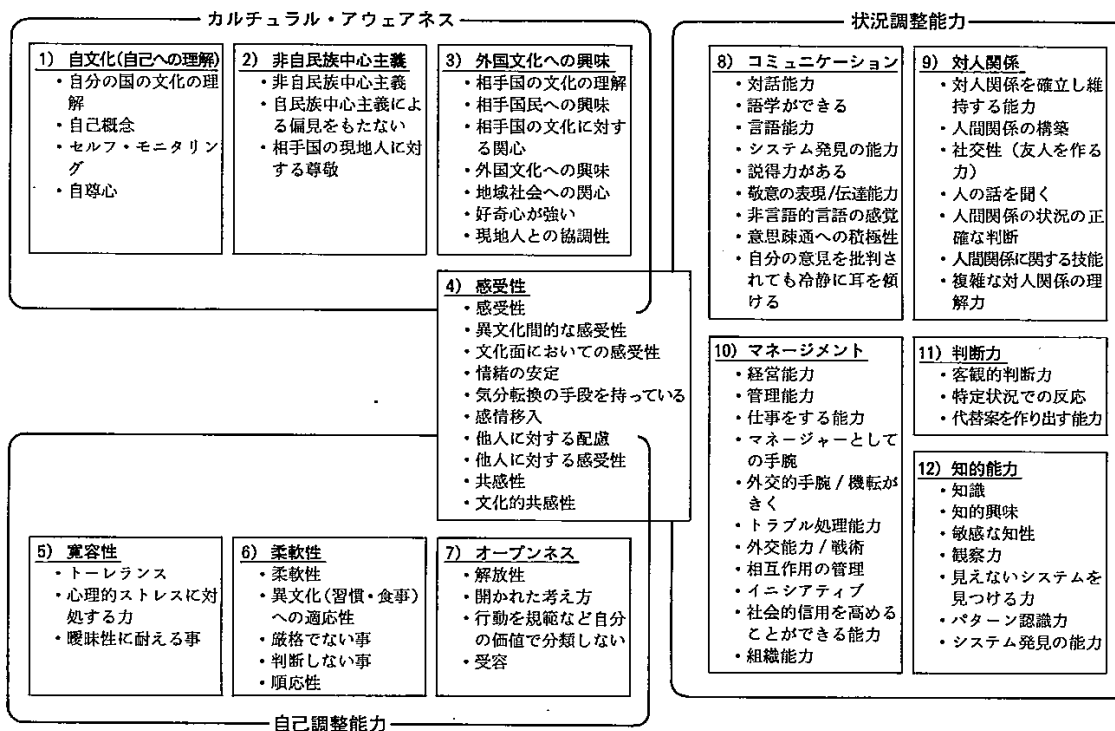 カルチュラル・アウェアネス
1) 自文化(自己への理解)
・自分の国の文化の理
解
・自己概念
・セルフ・モニタリン
グ
・自尊心
2) 非自民族中心主義
・非自民族中心主義
・自民族中心主義によ
る偏見をもたない
・相手国の現地人に対
する尊敬
3) 外国文化への興味
・相手国の文化の理解
・相手国民への興味
・相手国の文化に対す
る関心
・外国文化への興味
・地域社会への関心
・好奇心が強い
・現地人との協調性
4) 感受性
・感受性
・異文化間的な感受性
・文化面においての感受性
・情緒の安定
・気分転換の手段を持っている
・感情移入
・他人に対する配慮
・他人に対する感受性
・共感性
・文化的共感性
5) 寛容性
・トーレランス
・心理的ストレスに対
処する力
・曖昧性に耐える事
6) 柔軟性
・柔軟性
・異文化(習慣・食事)
への適応性
・厳格でない事
・判断しない事
・順応性
7) オープンネス
・解放性
・開かれた考え方
・行動を規範など自分
の価値で分類しない
・受容
自己調整能力
状況調整能力
8) コミュニケーション
・対話能力
・語学ができる
・言語能力
・システム発見の能力
・説得力がある
・敬意の表現/伝達能力
・非言語的言語の感覚
・意思疎通への積極性
・自分の意見を批判さ
れても冷静に耳を傾
ける
9) 対人関係
・対人関係を確立し維
持する能力
・人間関係の構築
・社交性（友人を作る
力）
・人の話を聞く
・人間関係の状況の正
確な判断
・人間関係に関する技能
・複雑な対人関係の理
解力
10) マネージメント
・経営能力
・管理能力
・仕事をする能力
・マネージャーとして
の手腕
・外交的手腕/機転が
きく
・トラブル処理能力
・外交能力/戦術
・相互作用の管理
・イニシアティブ
・社会的信用を高める
ことができる能力
・組織能力
11) 判断力
・客観的判断力
・特定状況での反応
・代替案を作り出す能力
12) 知的能力
・知識
・知的興味
・敏感な知性
・観察力
・見えないシステムを
見つける力
・パターン認識力
・システム発見の能力